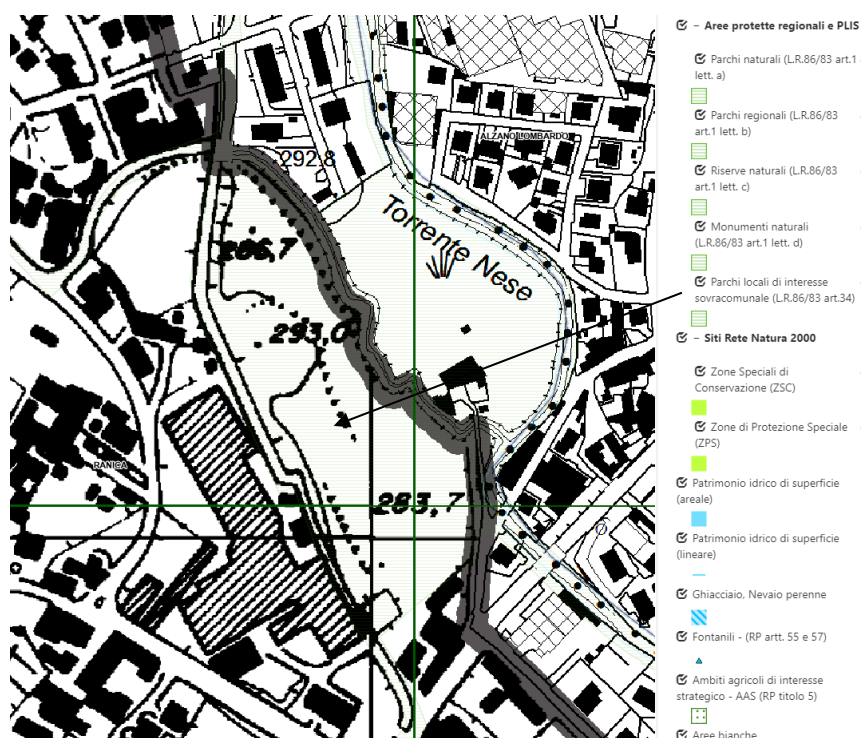 292,8
ALZANO LOMBARDO
Torrente Nese
286,7
293,0
RANICA
283,7
– Aree protette regionali e PLIS
Parchi naturali (L.R.86/83 art.1
lett. a)
Parchi regionali (L.R.86/83
art.1 lett. b)
Riserve naturali (L.R.86/83
art.1 lett. c)
Monumenti naturali
(L.R.86/83 art.1 lett. d)
Parchi locali di interesse
sovracomunale (L.R.86/83 art.34)
– Siti Rete Natura 2000
Zone Speciali di
Conservazione (ZSC)
Zone di Protezione Speciale
(ZPS)
Patrimonio idrico di superficie
(areale)
Patrimonio idrico di superficie
(lineare)
Ghiacciaio, Nevaio perenne
Fontanili - (RP artt. 55 e 57)
Ambiti agricoli di interesse
strategico - AAS (RP titolo 5)
Aree bianche